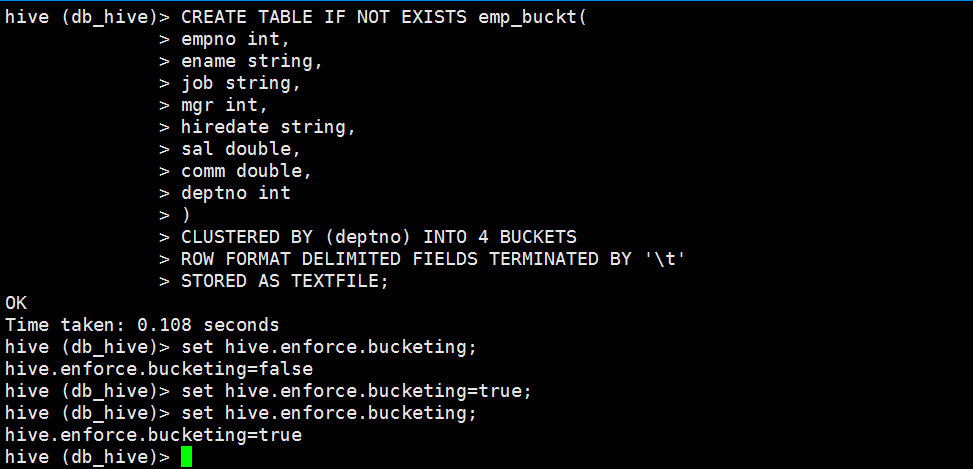 hive (db_hive)> CREATE TABLE IF NOT EXISTS emp_buckt(
              > empno int,
              > ename string,
              > job string,
              > mgr int,
              > hiredate string,
              > sal double,
              > comm double,
              > deptno int
              > )
              > CLUSTERED BY (deptno) INTO 4 BUCKETS
              > ROW FORMAT DELIMITED FIELDS TERMINATED BY '\t'
              > STORED AS TEXTFILE;
OK
Time taken: 0.108 seconds
hive (db_hive)> set hive.enforce.bucketing;
hive.enforce.bucketing=false
hive (db_hive)> set hive.enforce.bucketing=true;
hive (db_hive)> set hive.enforce.bucketing;
hive.enforce.bucketing=true
hive (db_hive)>